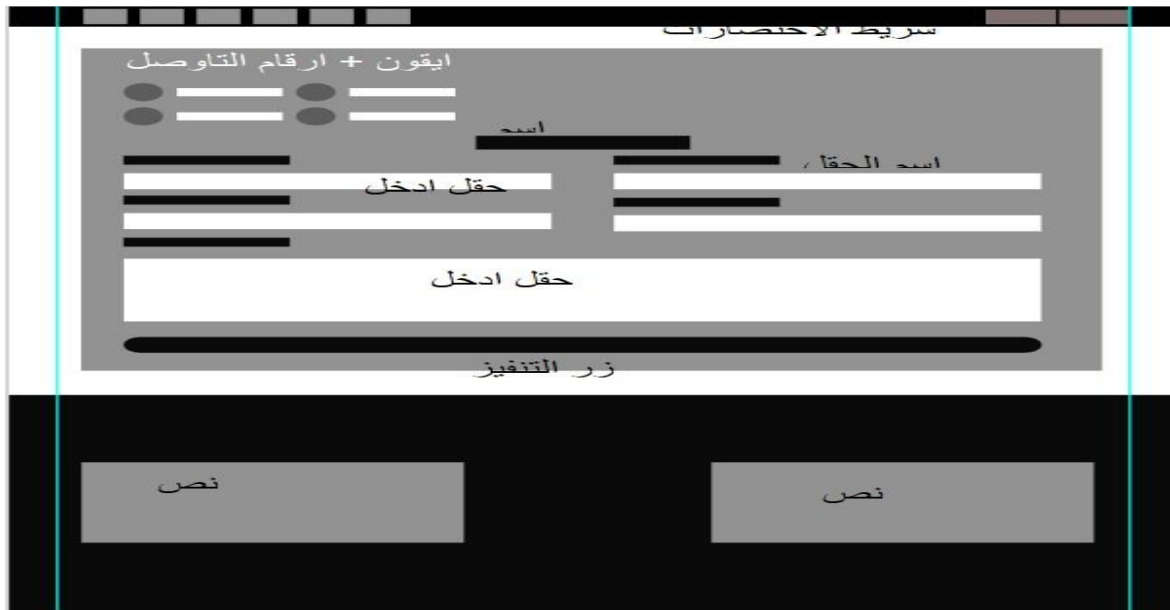 شريط الاختصارات
ايقون + ارقام التاوصل
اسم
اسم الحقل
حقل ادخل
حقل ادخل
زر التنفيز
نص
نص